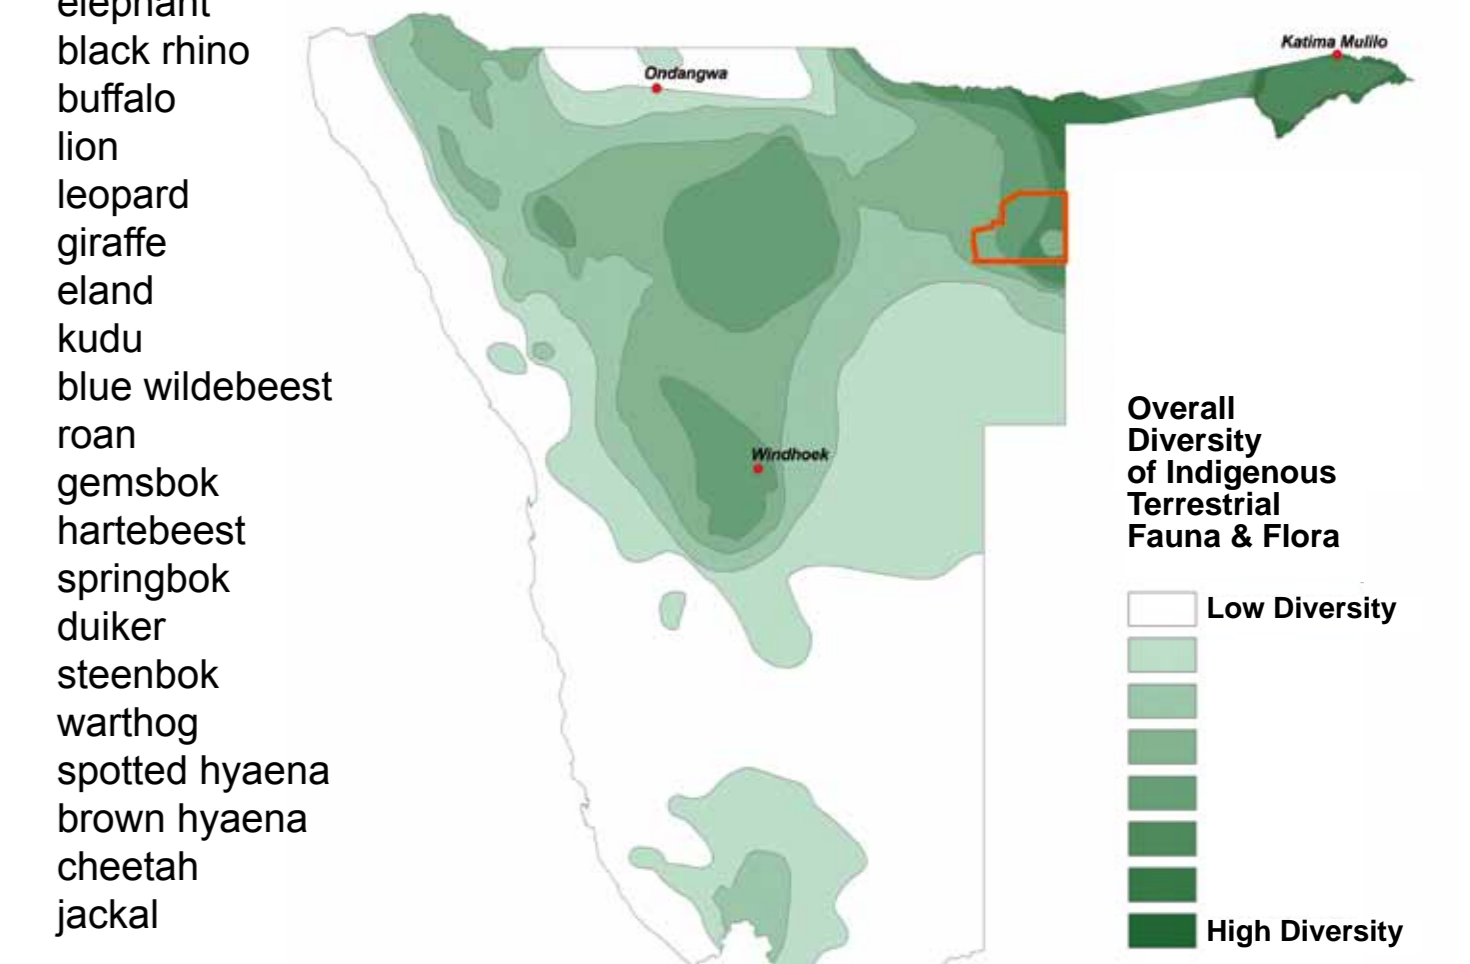 elephant
black rhino
buffalo
lion
leopard
giraffe
eland
kudu
blue wildebeest
roan
gemsbok
hartebeest
springbok
duiker
steenbok
warthog
spotted hyaena
brown hyaena
cheetah
jackal
Ondangwa
Katima Mulilo
Windhoek
Overall
Diversity
of Indigenous
Terrestrial
Fauna & Flora
Low Diversity
High Diversity